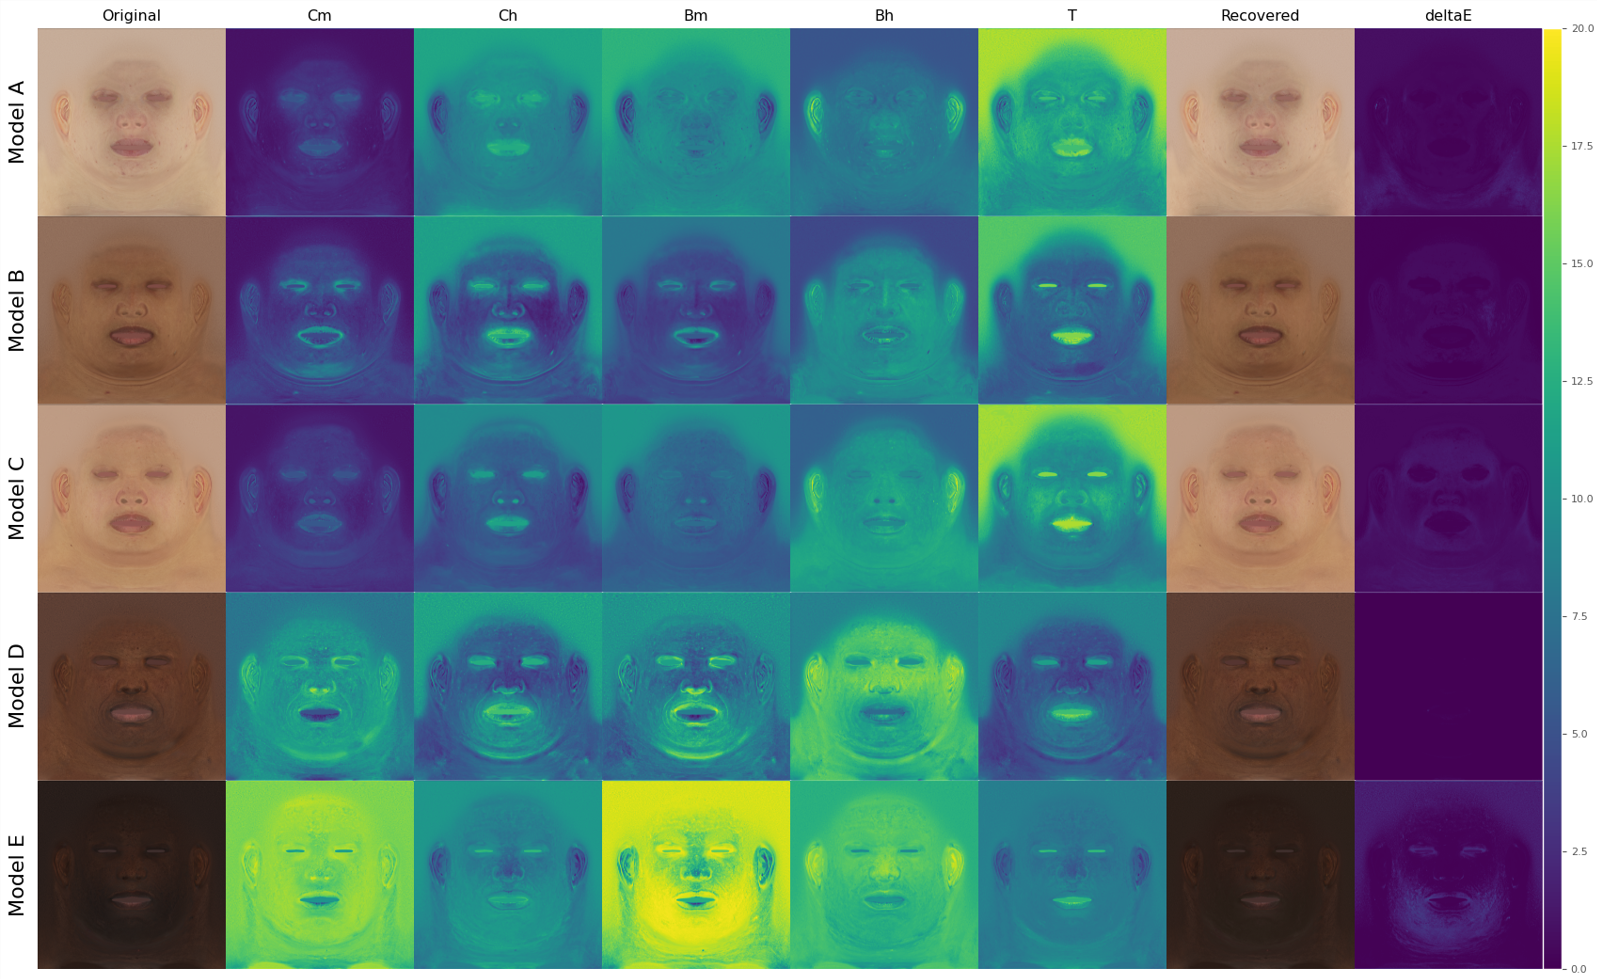 Original Cm Ch Bm Bh T Recovered deltaE
Model A
Model B
Model C
Model D
Model E
20.0
17.5
15.0
12.5
10.0
7.5
5.0
2.5
0.0